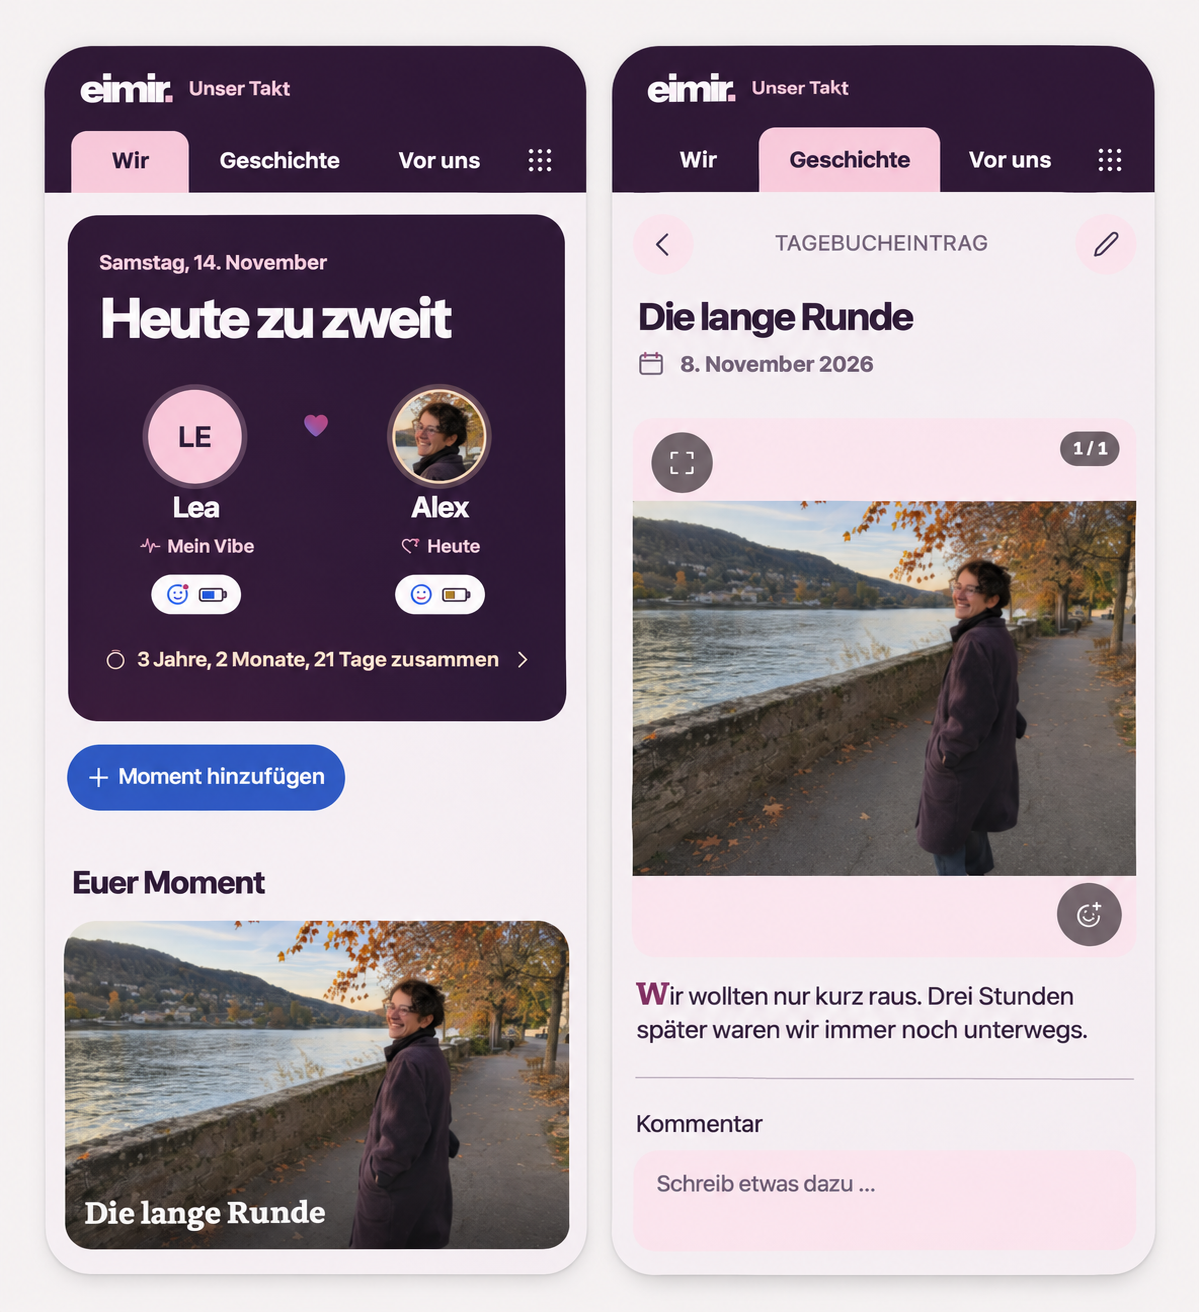 eimir. Unser Takt
Wir Geschichte Vor uns
Samstag, 14. November
Heute zu zweit
LE
Lea
Alex
Mein Vibe
Heute
3 Jahre, 2 Monate, 21 Tage zusammen
+ Moment hinzufügen
Euer Moment
Die lange Runde
eimir. Unser Takt
Wir Geschichte Vor uns
TAGEBUCHEINTRAG
Die lange Runde
8. November 2026
1 / 1
Wir wollten nur kurz raus. Drei Stunden
später waren wir immer noch unterwegs.
Kommentar
Schreib etwas dazu ...